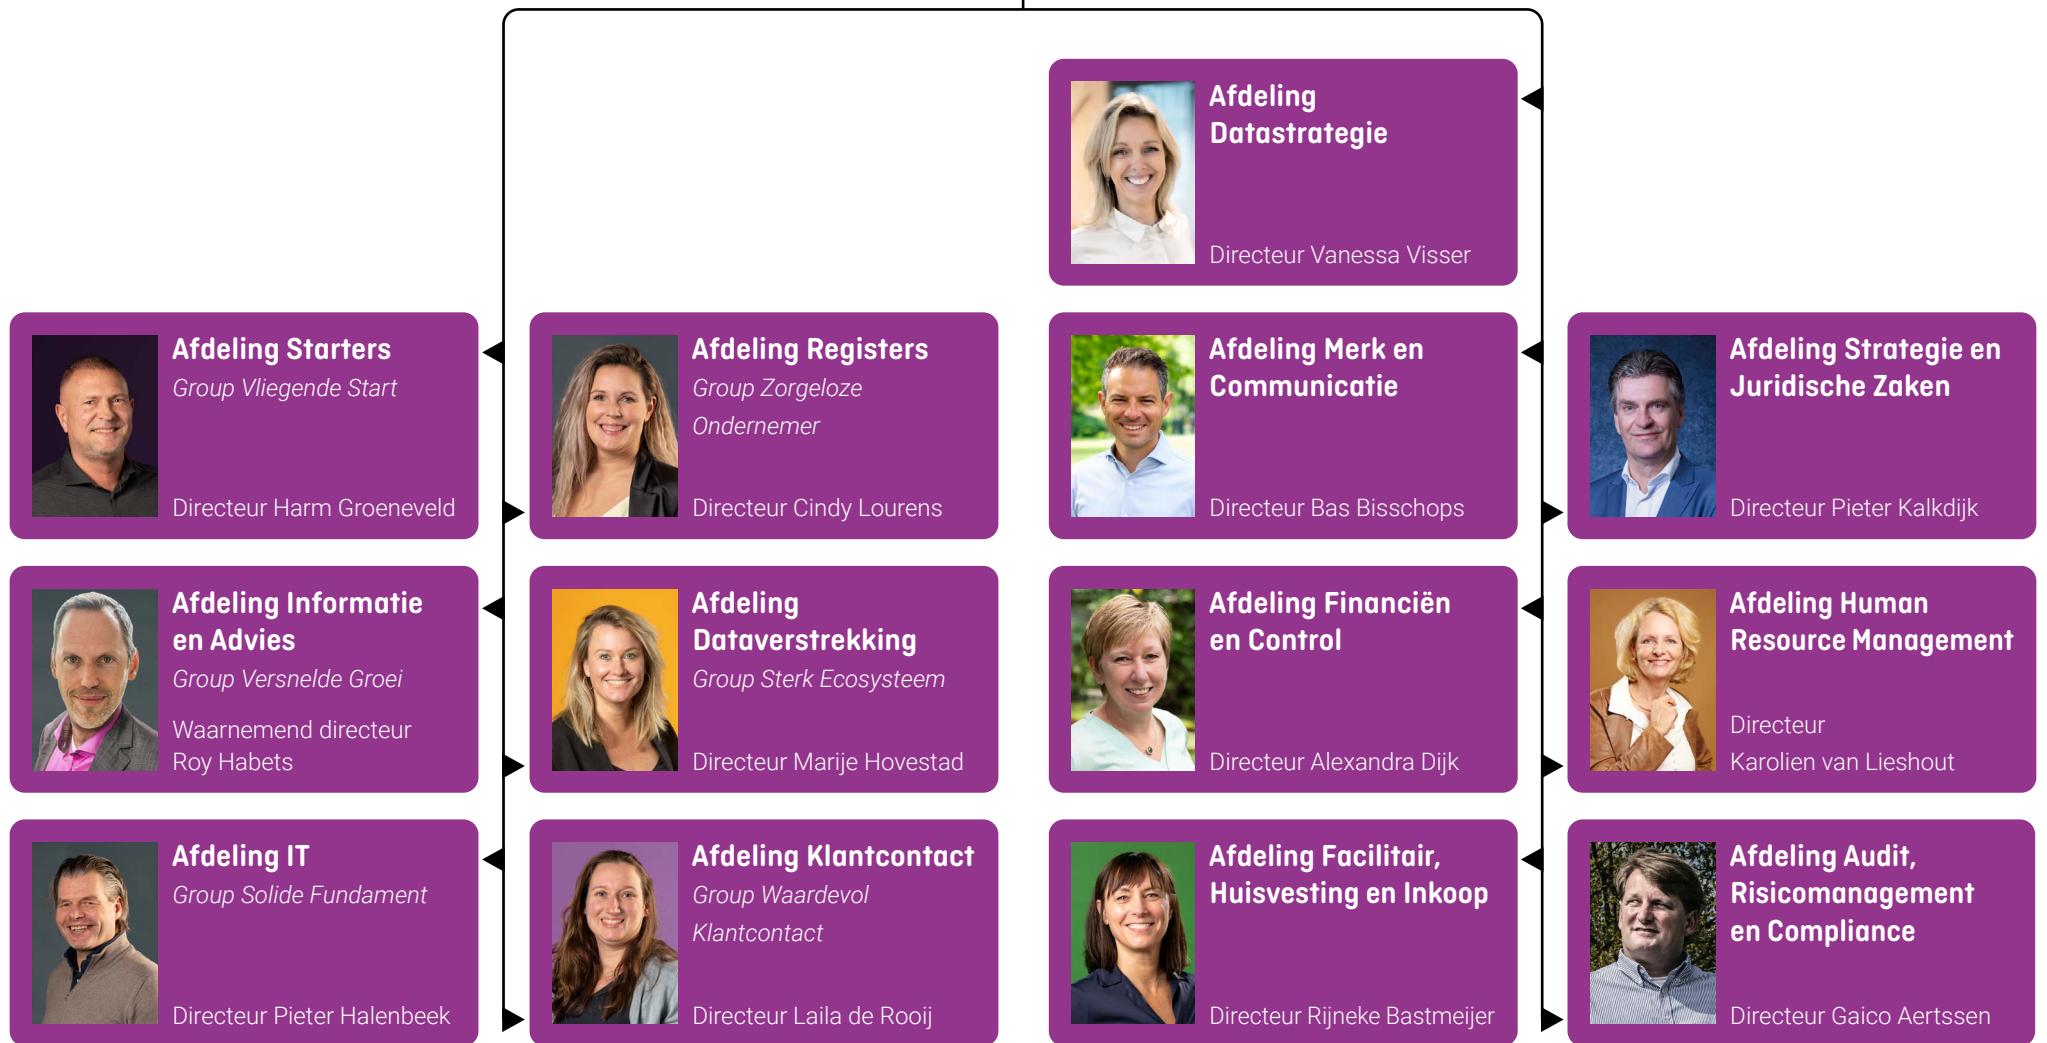 Afdeling
Datastrategie
Directeur Vanessa Visser
Afdeling Starters
Group Vliegende Start
Directeur Harm Groeneveld
Afdeling Registers
Group Zorgeloze
Ondernemer
Directeur Cindy Lourens
Afdeling Merk en
Communicatie
Directeur Bas Bisschops
Afdeling Strategie en
Juridische Zaken
Directeur Pieter Kalkdijk
Afdeling Informatie
en Advies
Group Versnelde Groei
Waarnemend directeur
Roy Habets
Afdeling
Dataverstrekking
Group Sterk Ecosysteem
Directeur Marije Hovestad
Afdeling Financiën
en Control
Directeur Alexandra Dijk
Afdeling Human
Resource Management
Directeur
Karolien van Lieshout
Afdeling IT
Group Solide Fundament
Directeur Pieter Halenbeek
Afdeling Klantcontact
Group Waardevol
Klantcontact
Directeur Laila de Rooij
Afdeling Facilitair,
Huisvesting en Inkoop
Directeur Rijneke Bastmeijer
Afdeling Audit,
Risicomanagement
en Compliance
Directeur Gaico Aertssen